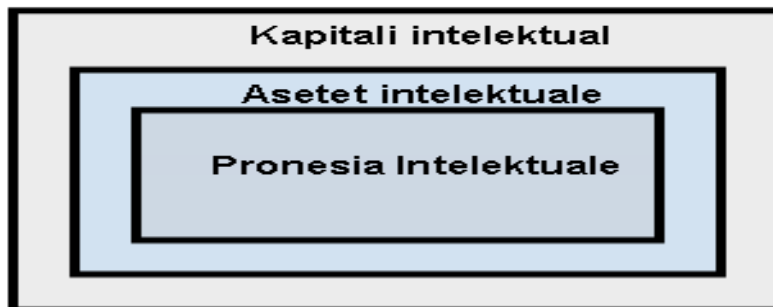 Kapitali intelektual
Asetet intelektuale
Pronesia Intelektuale